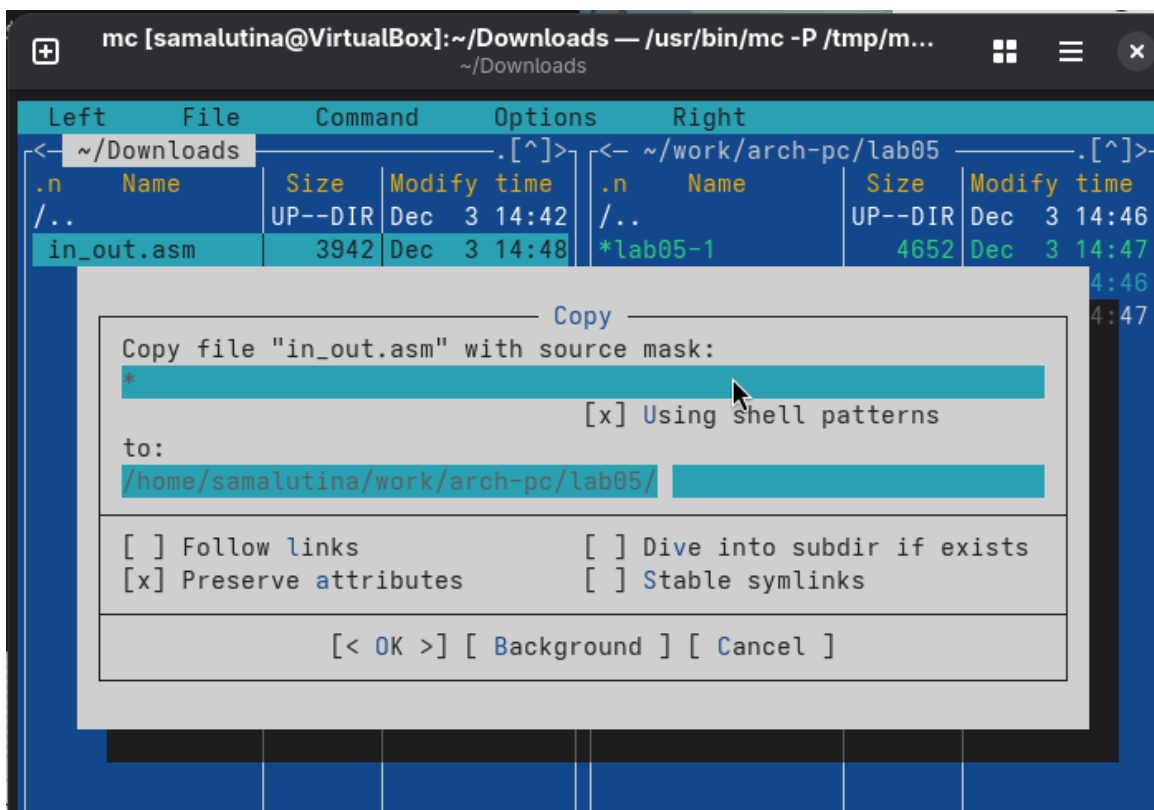 mc [samalutina@VirtualBox]:~/Downloads — /usr/bin/mc -P /tmp/m...
~/Downloads
Left File Command Options Right
<— ~/Downloads .[^]> <— ~/work/arch-pc/lab05 .[^]>
.n Name Size Modify time .n Name Size Modify time
/.. UP--DIR Dec 3 14:42 /.. UP--DIR Dec 3 14:46
in_out.asm 3942 Dec 3 14:48 *lab05-1 4652 Dec 3 14:47
4:46
Copy
4:47
Copy file "in_out.asm" with source mask:
*
[x] Using shell patterns
to:
/home/samalutina/work/arch-pc/lab05/
[ ] Follow links [ ] Dive into subdir if exists
[x] Preserve attributes [ ] Stable symlinks
[< OK >] [ Background ] [ Cancel ]